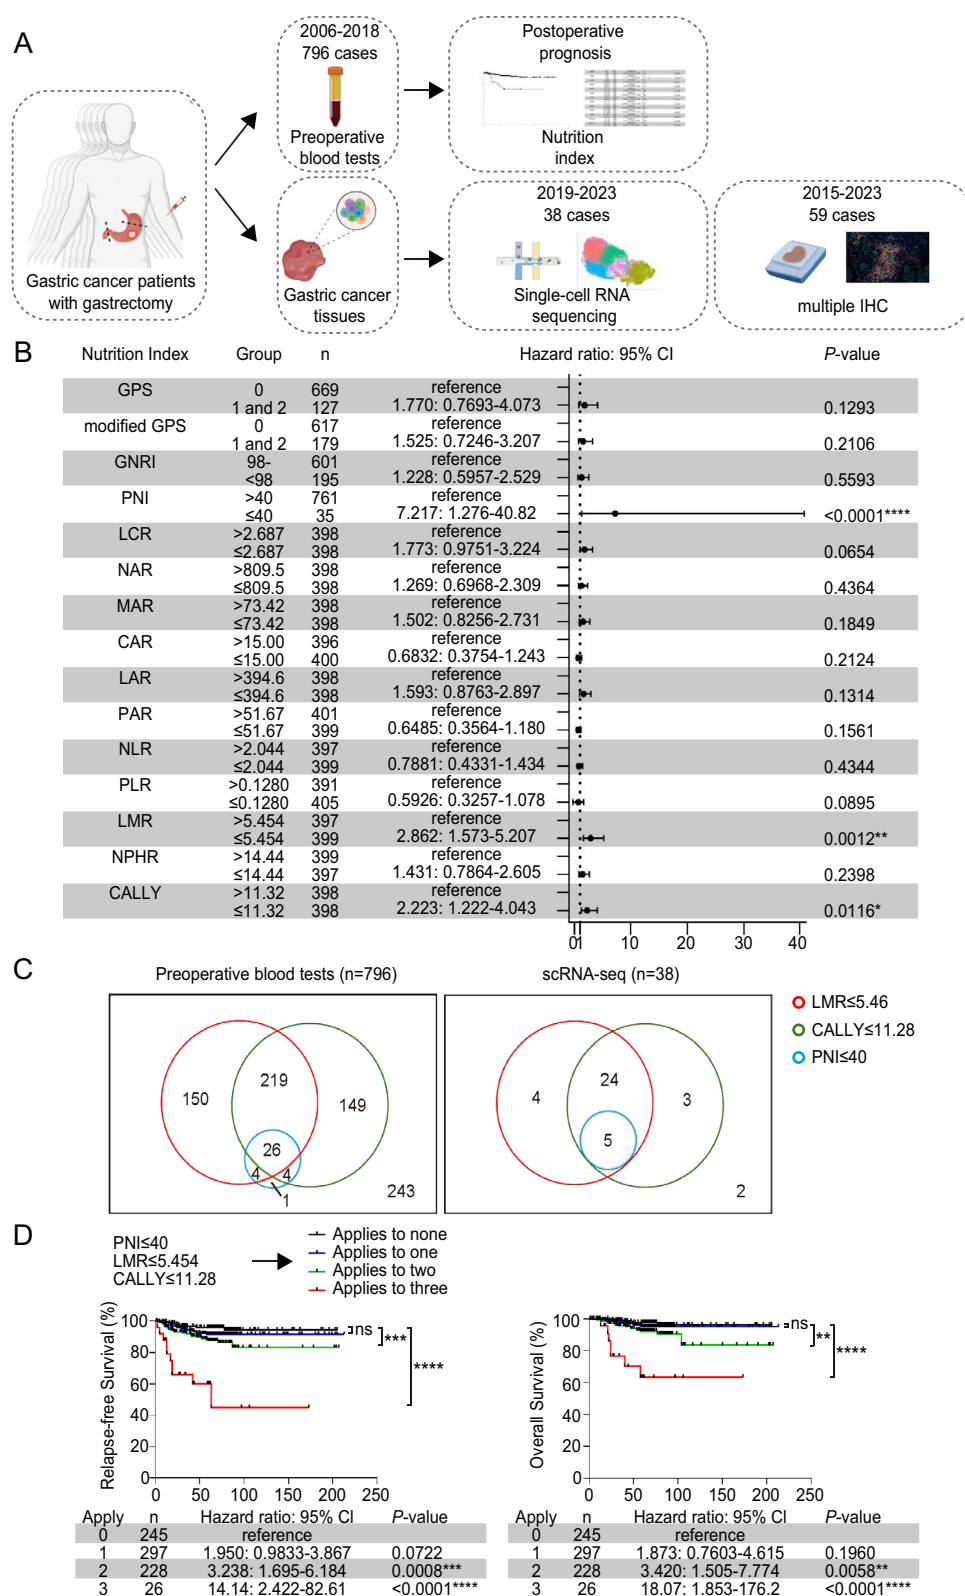 A
2006-2018
796 cases
Preoperative
blood tests
Postoperative
prognosis
Nutrition
index
Gastric cancer patients
with gastrectomy
Gastric cancer
tissues
2019-2023
38 cases
Single-cell RNA
sequencing
2015-2023
59 cases
multiple IHC
B
Nutrition Index Group n Hazard ratio: 95% CI P-value
GPS 0 669 reference
1 and 2 127 1.770: 0.7693-4.073 0.1293
modified GPS 0 617 reference
1 and 2 179 1.525: 0.7246-3.207 0.2106
GNRI 98- 601 reference
<98 195 1.228: 0.5957-2.529 0.5593
PNI >40 761 reference
≤40 35 7.217: 1.276-40.82 <0.0001****
LCR >2.687 398 reference
≤2.687 398 1.773: 0.9751-3.224 0.0654
NAR >809.5 398 reference
≤809.5 398 1.269: 0.6968-2.309 0.4364
MAR >73.42 398 reference
≤73.42 398 1.502: 0.8256-2.731 0.1849
CAR >15.00 396 reference
≤15.00 400 0.6832: 0.3754-1.243 0.2124
LAR >394.6 398 reference
≤394.6 398 1.593: 0.8763-2.897 0.1314
PAR >51.67 401 reference
≤51.67 399 0.6485: 0.3564-1.180 0.1561
NLR >2.044 397 reference
≤2.044 399 0.7881: 0.4331-1.434 0.4344
PLR >0.1280 391 reference
≤0.1280 405 0.5926: 0.3257-1.078 0.0895
LMR >5.454 397 reference
≤5.454 399 2.862: 1.573-5.207 0.0012**
NPHR >14.44 399 reference
≤14.44 397 1.431: 0.7864-2.605 0.2398
CALLY >11.32 398 reference
≤11.32 398 2.223: 1.222-4.043 0.0116*
0 1 10 20 30 40
C
Preoperative blood tests (n=796)
150 219 149
26
4 4
1
243
scRNA-seq (n=38)
4 24 3
5
2
LMR≤5.46
CALLY≤11.28
PNI≤40
D
PNI≤40
LMR≤5.454
CALLY≤11.28
Applies to none
Applies to one
Applies to two
Applies to three
Relapse-free Survival (%)
100
80
60
40
20
0
0 50 100 150 200 250
ns
***
****
Apply n Hazard ratio: 95% CI P-value
0 245 reference
1 297 1.950: 0.9833-3.867 0.0722
2 228 3.238: 1.695-6.184 0.0008***
3 26 14.14: 2.422-82.61 <0.0001****
Overall Survival (%)
100
80
60
40
20
0
0 50 100 150 200 250
ns
**
****
Apply n Hazard ratio: 95% CI P-value
0 245 reference
1 297 1.873: 0.7603-4.615 0.1960
2 228 3.420: 1.505-7.774 0.0058**
3 26 18.07: 1.853-176.2 <0.0001****